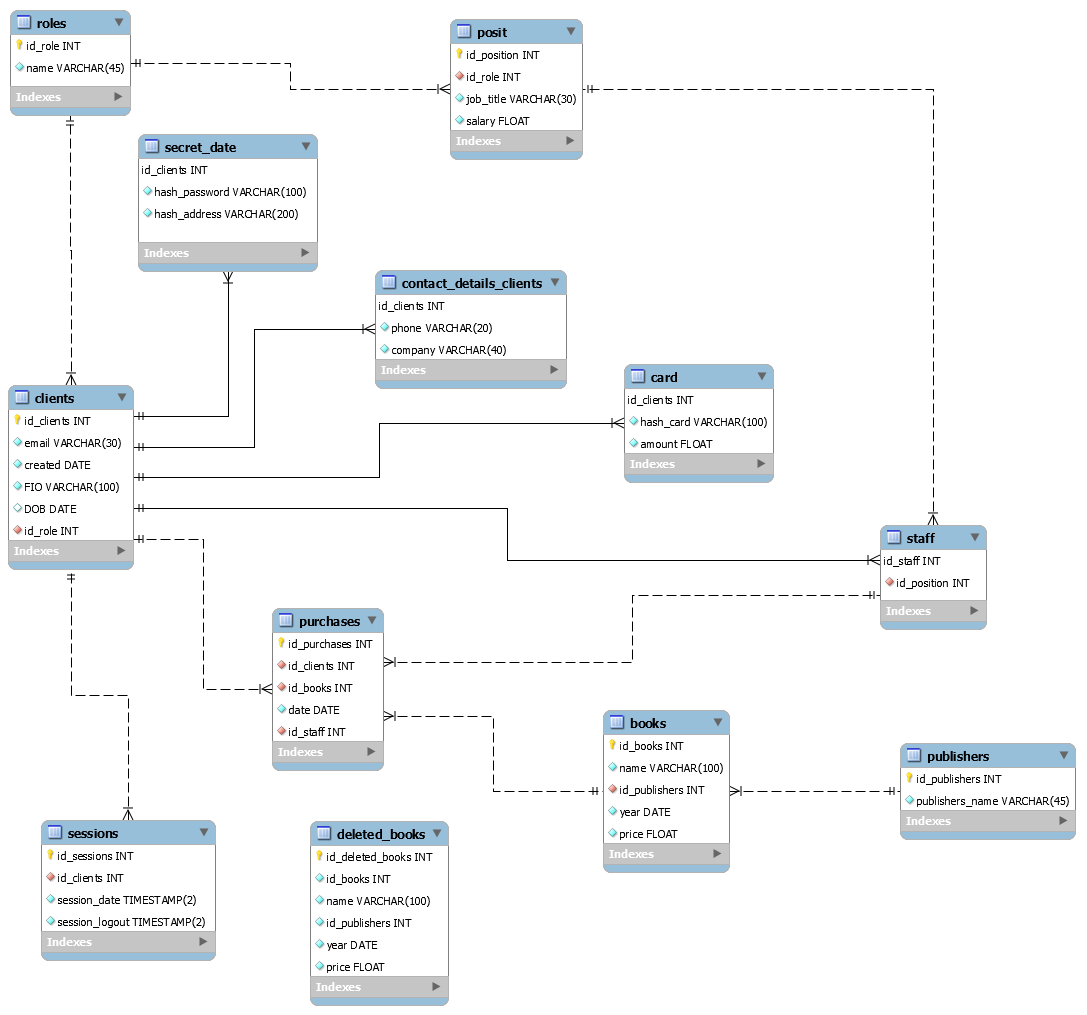 roles
id_role INT
name VARCHAR(45)
Indexes
posit
id_position INT
id_role INT
job_title VARCHAR(30)
salary FLOAT
Indexes
secret_date
id_clients INT
hash_password VARCHAR(100)
hash_address VARCHAR(200)
Indexes
contact_details_clients
id_clients INT
phone VARCHAR(20)
company VARCHAR(40)
Indexes
card
id_clients INT
hash_card VARCHAR(100)
amount FLOAT
Indexes
clients
id_clients INT
email VARCHAR(30)
created DATE
FIO VARCHAR(100)
DOB DATE
id_role INT
Indexes
staff
id_staff INT
id_position INT
Indexes
purchases
id_purchases INT
id_clients INT
id_books INT
date DATE
id_staff INT
Indexes
books
id_books INT
name VARCHAR(100)
id_publishers INT
year DATE
price FLOAT
Indexes
publishers
id_publishers INT
publishers_name VARCHAR(45)
Indexes
sessions
id_sessions INT
id_clients INT
session_date TIMESTAMP(2)
session_logout TIMESTAMP(2)
Indexes
deleted_books
id_deleted_books INT
id_books INT
name VARCHAR(100)
id_publishers INT
year DATE
price FLOAT
Indexes